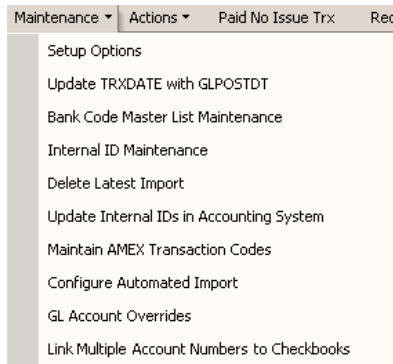 Maintenance Actions Paid No Issue Trx Rec
Setup Options
Update TRXDATE with GLPOSTDT
Bank Code Master List Maintenance
Internal ID Maintenance
Delete Latest Import
Update Internal IDs in Accounting System
Maintain AMEX Transaction Codes
Configure Automated Import
GL Account Overrides
Link Multiple Account Numbers to Checkbooks